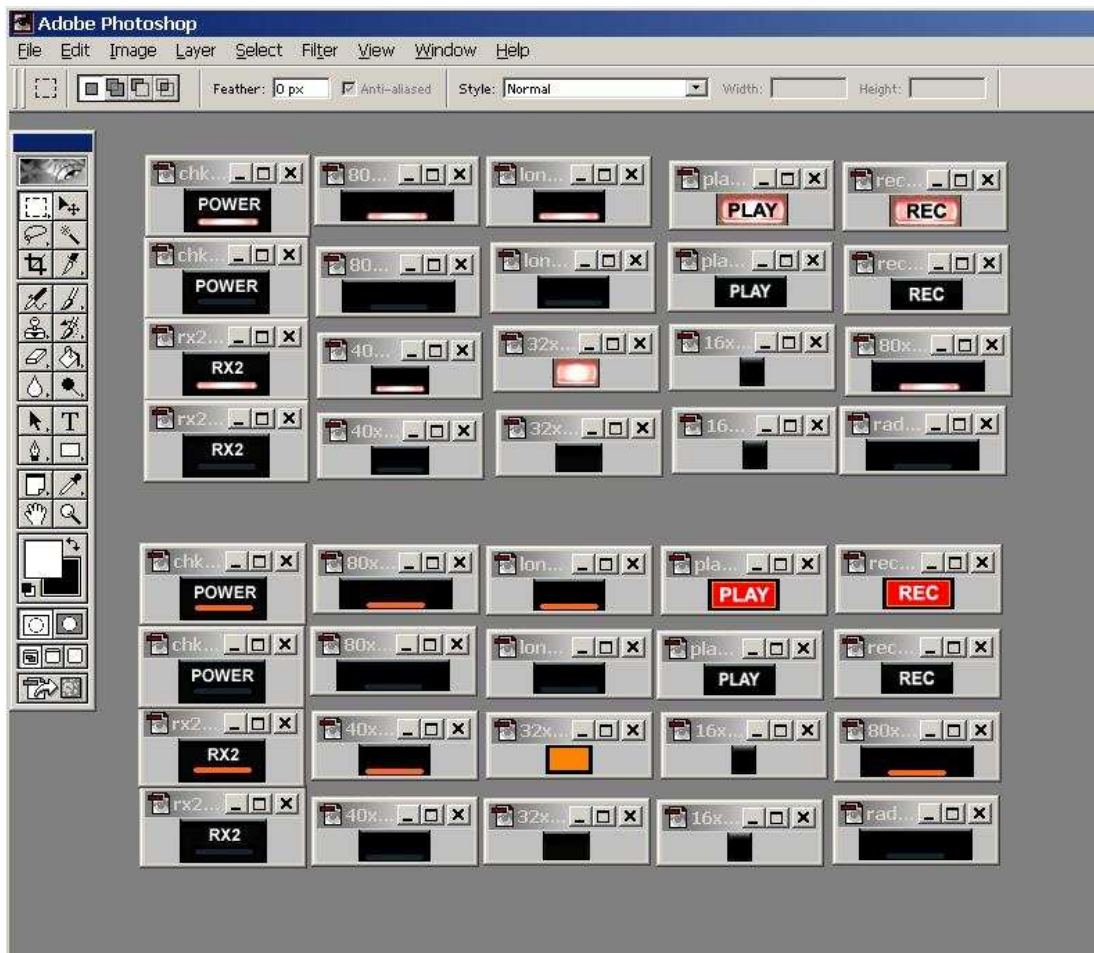 Adobe Photoshop
File Edit Image Layer Select Filter View Window Help
Feather: 0 px Anti-aliased Style: Normal Width: Height:
chk... 80... lon... pla... rec...
POWER PLAY REC
chk... 80... lon... pla... rec...
POWER PLAY REC
rx2... 40... 32x... 16x... 80x...
RX2
rx2... 40x... 32x... 16... rad...
RX2
chk... 80x... lon... pla... rec...
POWER PLAY REC
chk... 80x... lon... pla... rec...
POWER PLAY REC
rx2... 40x... 32x... 16x... 80x...
RX2
rx2... 40x... 32x... 16x... rad...
RX2
T